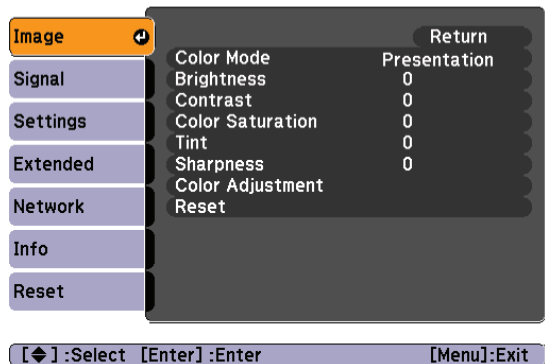 Image
Signal
Settings
Extended
Network
Info
Reset
Return
Color Mode Presentation
Brightness 0
Contrast 0
Color Saturation 0
Tint 0
Sharpness 0
Color Adjustment
Reset
[◆] :Select [Enter] :Enter [Menu]:Exit